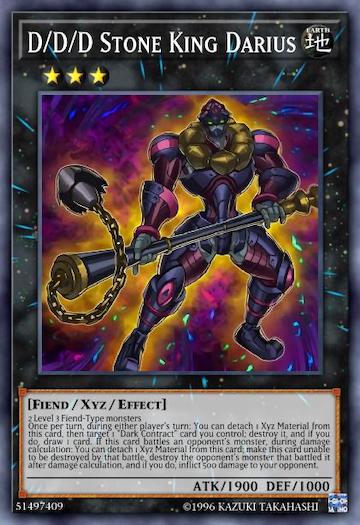 D/D/D Stone King Darius
EARTH
地
[Fiend / Xyz / Effect]
2 Level 3 Fiend-Type monsters
Once per turn, during either player's turn: You can detach 1 Xyz Material from
this card, then target 1 "Dark Contract" card you control; destroy it, and if you
do, draw 1 card. If this card battles an opponent's monster, during damage
calculation: You can detach 1 Xyz Material from this card; make this card unable
to be destroyed by that battle, destroy the opponent's monster that battled it
after damage calculation, and if you do, inflict 500 damage to your opponent.
ATK/1900 DEF/1000
51497409
©1996 KAZUKI TAKAHASHI